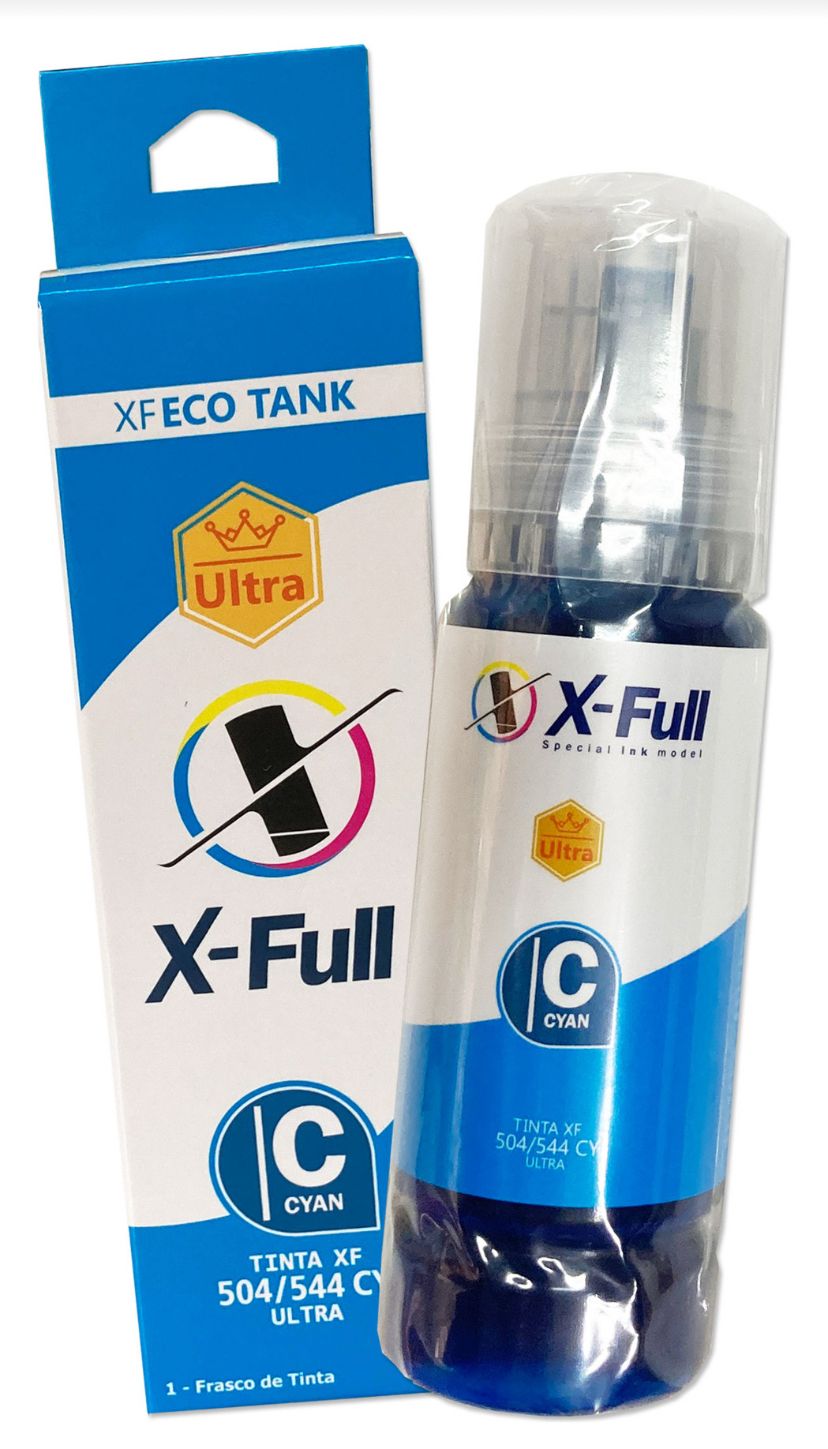 XF ECO TANK
Ultra
X-Full
C
CYAN
TINTA XF
504/544 CY
ULTRA
1 - Frasco de Tinta
X-Full
Special Ink model
Ultra
C
CYAN
TINTA XF
504/544 CY
ULTRA